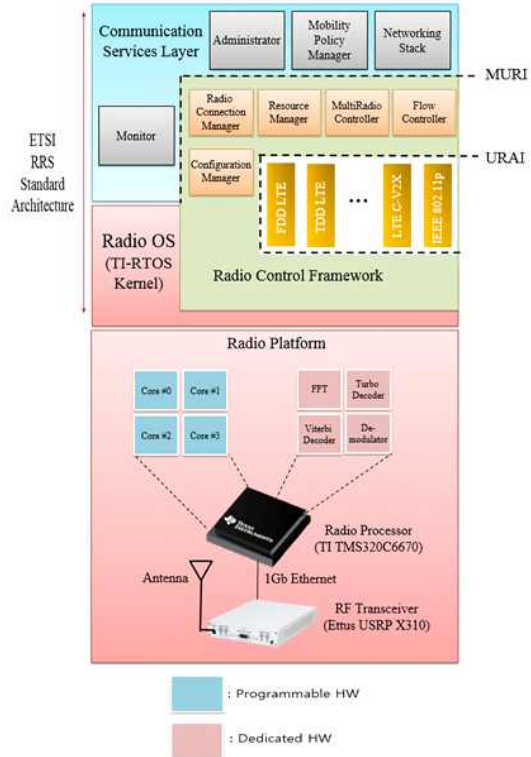 Communication
Services Layer
Administrator
Mobility
Policy
Manager
Networking
Stack
MURI
Monitor
Radio
Connection
Manager
Resource
Manager
MultiRadio
Controller
Flow
Controller
ETSI
RRS
Standard
Architecture
Configuration
Manager
URAI
FDD LTE
TDD LTE
...
LTE C-V2X
IEEE 802.11p
Radio OS
(TI-RTOS
Kernel)
Radio Control Framework
Radio Platform
Core #0
Core #1
Core #2
Core #3
FFT
Turbo
Decoder
Viterbi
Decoder
De-
modulator
TEXAS
INSTRUMENTS
Radio Processor
(TI TMS320C6670)
Antenna
1Gb Ethernet
RF Transceiver
(Ettus USRP X310)
: Programmable HW
: Dedicated HW